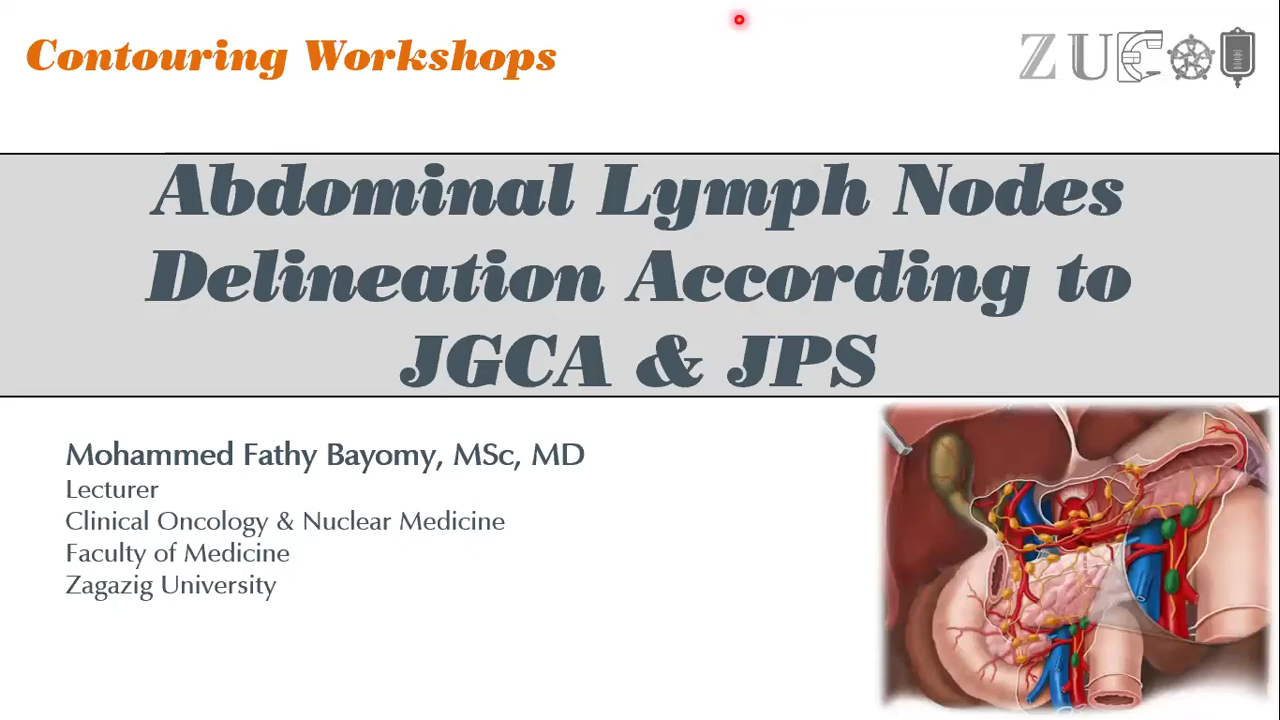 Contouring Workshops
ZU
Abdominal Lymph Nodes
Delineation According to
JGCA & JPS
Mohammed Fathy Bayomy, MSc, MD
Lecturer
Clinical Oncology & Nuclear Medicine
Faculty of Medicine
Zagazig University